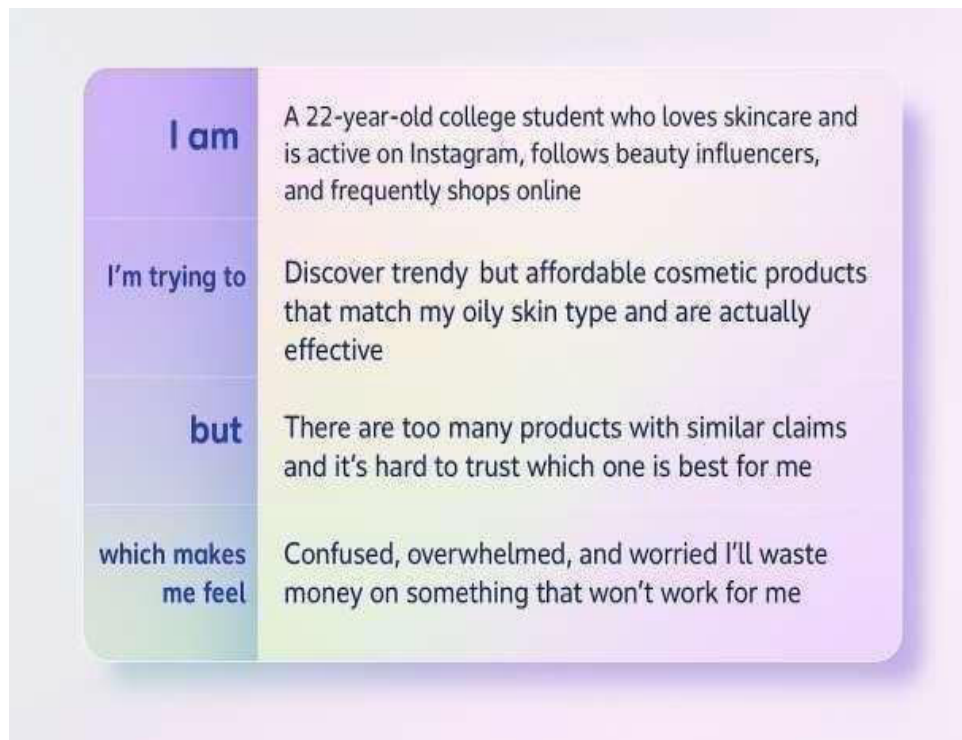 I am
A 22-year-old college student who loves skincare and
is active on Instagram, follows beauty influencers,
and frequently shops online
I'm trying to
Discover trendy but affordable cosmetic products
that match my oily skin type and are actually
effective
but
There are too many products with similar claims
and it's hard to trust which one is best for me
which makes
me feel
Confused, overwhelmed, and worried I'll waste
money on something that won't work for me